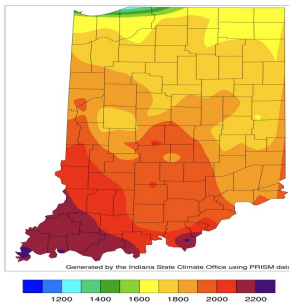 Generated by the Indiana State Climate Office using PRISM data
1200 1400 1600 1800 2000 2200